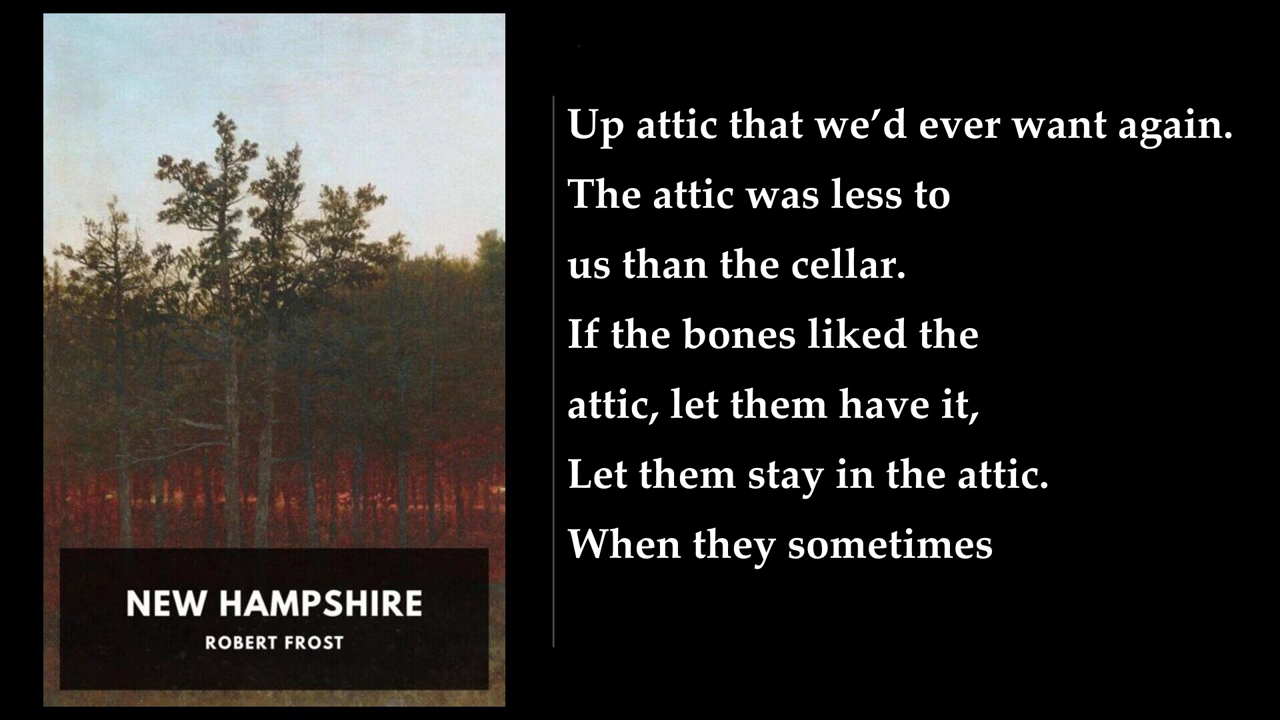 NEW HAMPSHIRE
ROBERT FROST
Up attic that we’d ever want again.
The attic was less to
us than the cellar.
If the bones liked the
attic, let them have it,
Let them stay in the attic.
When they sometimes